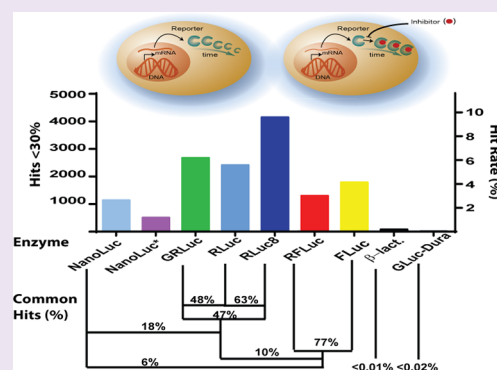 Reporter
mRNA
DNA
time
Reporter
mRNA
DNA
time
Inhibitor ( )
Hits <30%
5000
4000
3000
2000
1000
10
8
6
4
2
Hit Rate (%)
Enzyme
NanoLuc
NanoLuc*
GRLuc
RLuc
RLuc8
RFLuc
FLuc
β-lact.
GLuc-Dura
Common
Hits (%)
48%
63%
47%
18%
77%
10%
6%
<0.01%
<0.02%